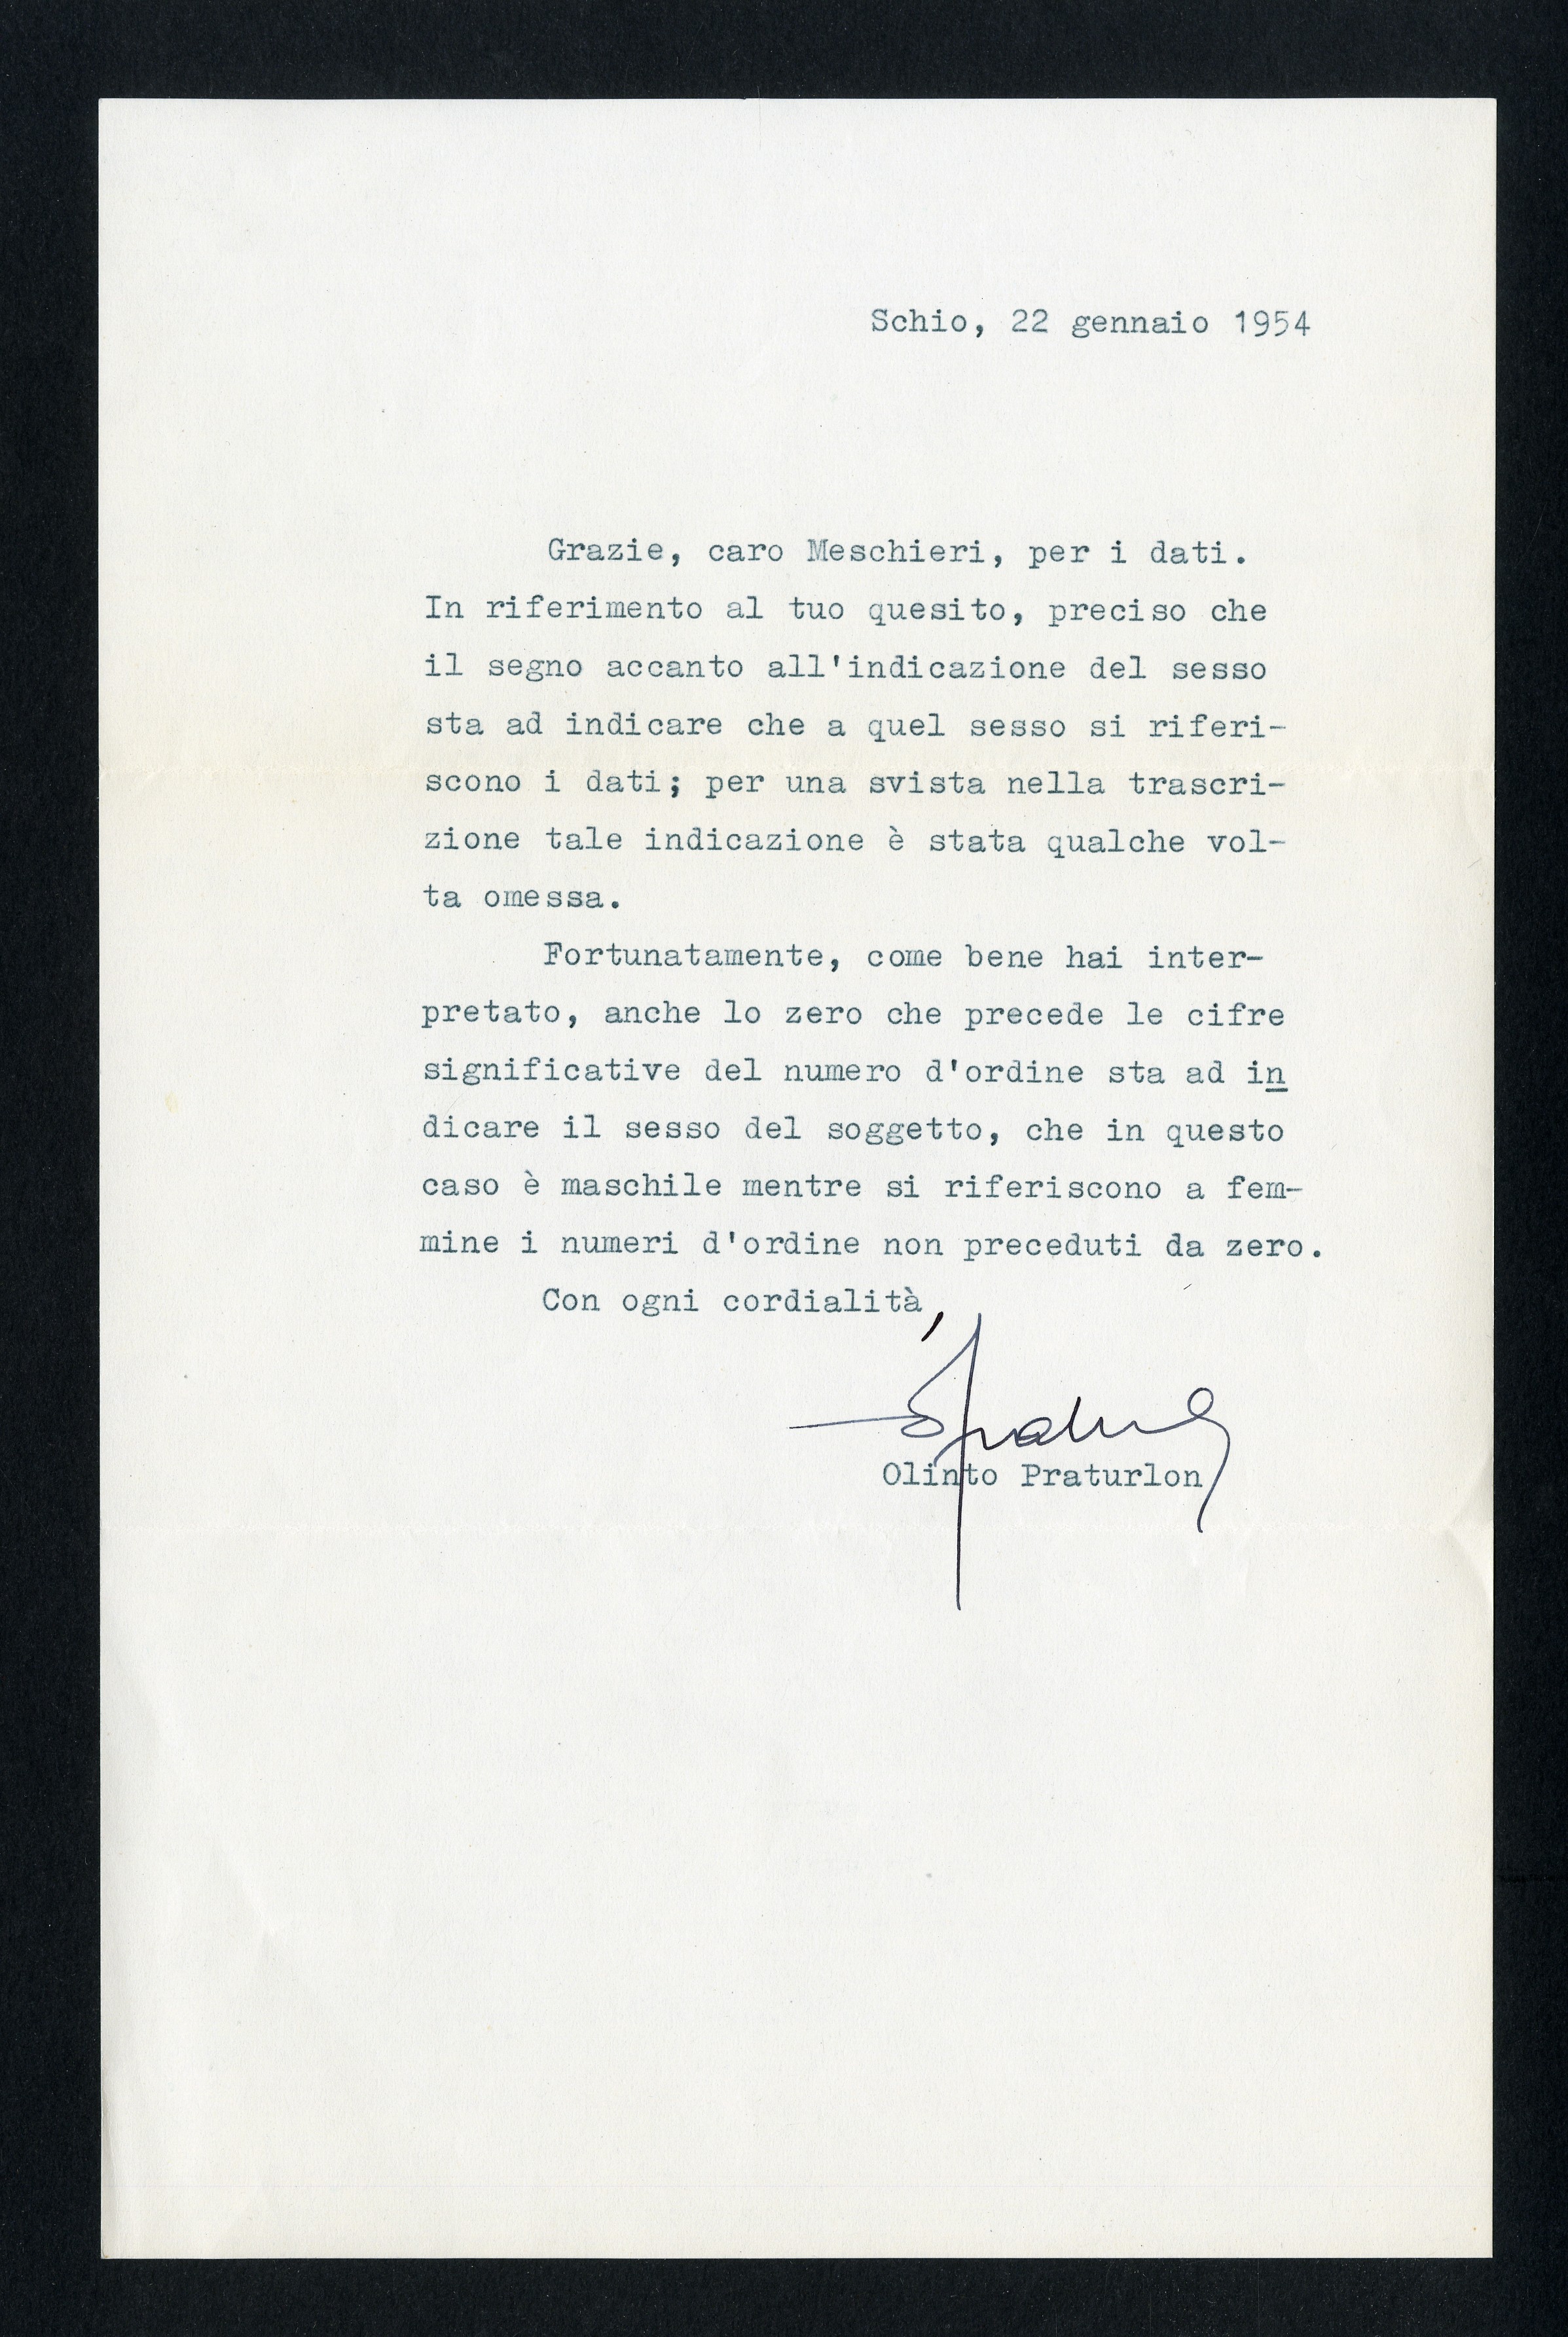 Schio, 22 gennaio 1954
Grazie, caro Meschieri, per i dati.
In riferimento al tuo quesito, preciso che
il segno accanto all'indicazione del sesso
sta ad indicare che a quel sesso si riferi-
scono i dati; per una svista nella trascri-
zione tale indicazione è stata qualche vol-
ta omessa.
Fortunatamente, come bene hai inter-
pretato, anche lo zero che precede le cifre
significative del numero d'ordine sta ad in
dicare il sesso del soggetto, che in questo
caso è maschile mentre si riferiscono a fem-
mine i numeri d'ordine non preceduti da zero.
Con ogni cordialità,
Olinto Praturlon